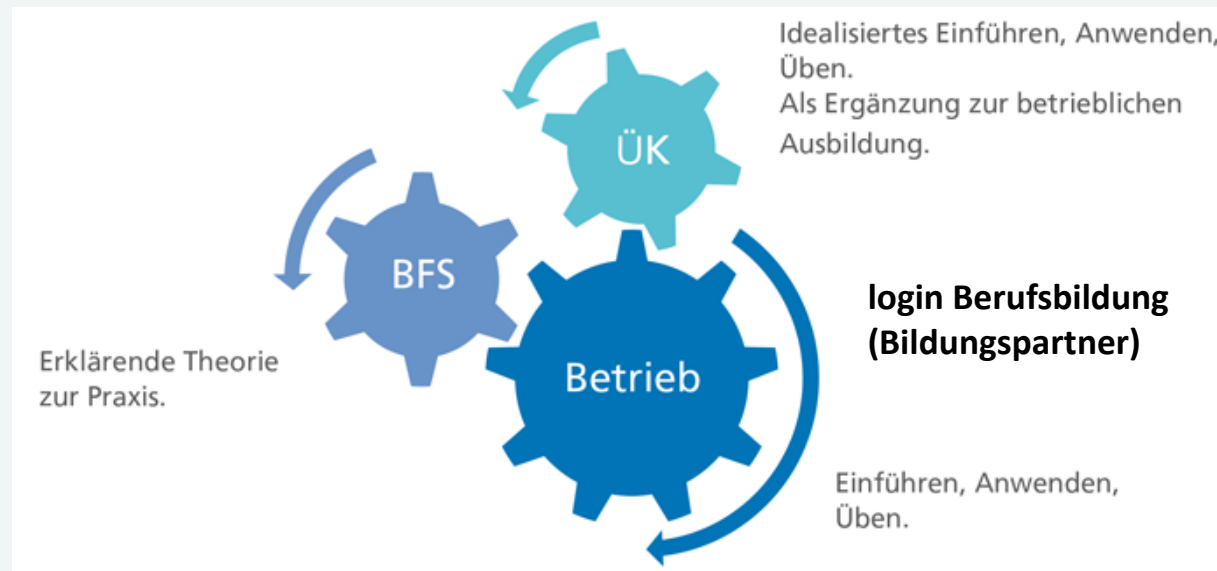 Idealisiertes Einführen, Anwenden,
Üben.
Als Ergänzung zur betrieblichen
Ausbildung.
ÜK
BFS
login Berufsbildung
(Bildungspartner)
Erklärende Theorie
zur Praxis.
Betrieb
Einführen, Anwenden,
Üben.